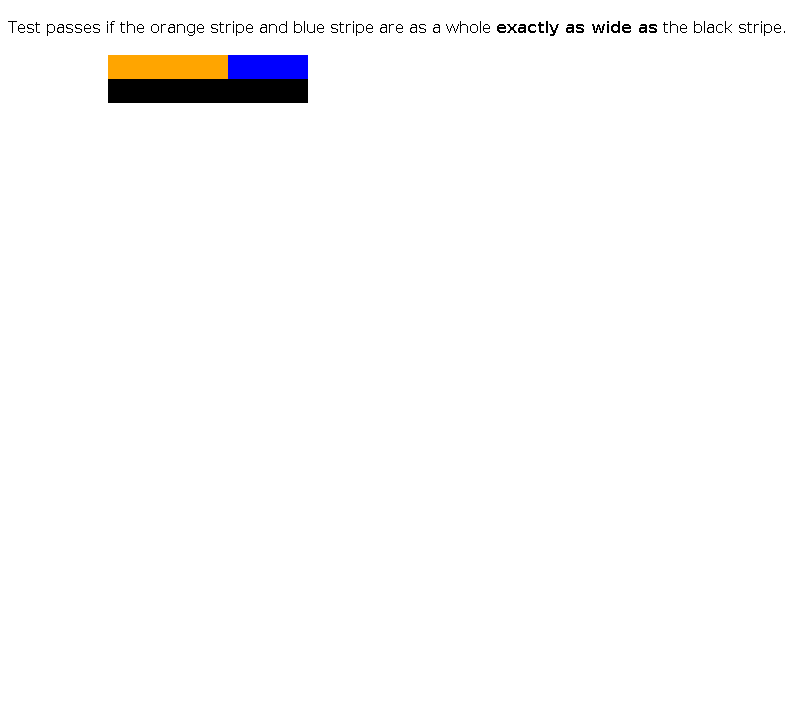 Test passes if the orange stripe and blue stripe are as a whole exactly as wide as the black stripe.